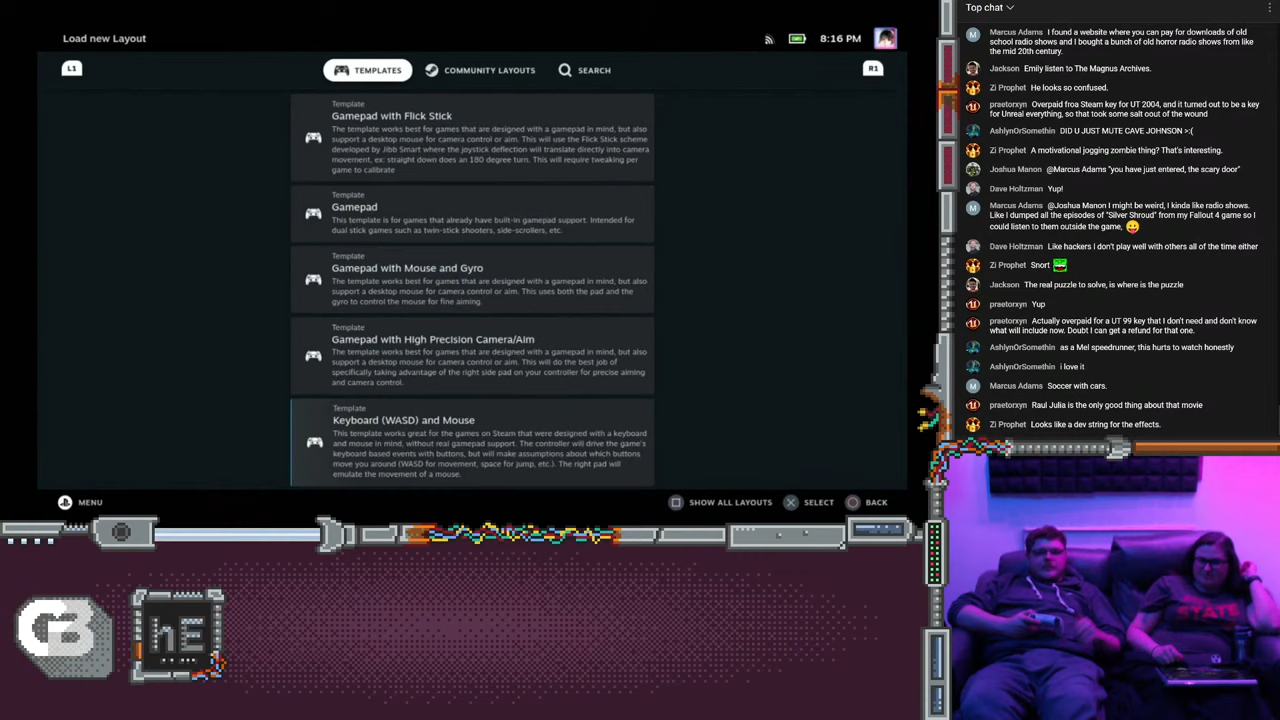 Load new Layout
8:16 PM
L1
TEMPLATES
COMMUNITY LAYOUTS
SEARCH
R1
Template
Gamepad with Flick Stick
The template works best for games that are designed with a gamepad in mind, but also
support a desktop mouse for camera control or aim. This will use the Flick Stick scheme
developed by Jibb Smart where the joystick deflection will translate directly into camera
movement, ex: straight down does an 180 degree turn. This will require tweaking per
game to calibrate
Template
Gamepad
This template is for games that already have built-in gamepad support. Intended for
dual stick games such as twin-stick shooters, side-scrollers, etc.
Template
Gamepad with Mouse and Gyro
The template works best for games that are designed with a gamepad in mind, but also
support a desktop mouse for camera control or aim. This uses both the pad and the
gyro to control the mouse for fine aiming.
Template
Gamepad with High Precision Camera/Aim
The template works best for games that are designed with a gamepad in mind, but also
support a desktop mouse for camera control or aim. This will do the best job of
specifically taking advantage of the right side pad on your controller for precise aiming
and camera control.
Template
Keyboard (WASD) and Mouse
This template works great for the games on Steam that were designed with a keyboard
and mouse in mind, without real gamepad support. The controller will drive the game's
keyboard based events with buttons, but will make assumptions about which buttons
move you around (WASD for movement, space for jump, etc.). The right pad will
emulate the movement of a mouse.
MENU
SHOW ALL LAYOUTS
SELECT
BACK
Top chat
M
Marcus Adams I found a website where you can pay for downloads of old
school radio shows and I bought a bunch of old horror radio shows from like
the mid 20th century.
Jackson Emily listen to The Magnus Archives.
Zi Prophet He looks so confused.
praetorxyn Overpaid froa Steam key for UT 2004, and it turned out to be a key
for Unreal everything, so that took some salt oout of the wound
AshlynOrSomethin DID U JUST MUTE CAVE JOHNSON >:(
Zi Prophet A motivational jogging zombie thing? That's interesting.
Joshua Manon @Marcus Adams "you have just entered, the scary door"
Dave Holtzman Yup!
M
Marcus Adams @Joshua Manon I might be weird, I kinda like radio shows.
Like I dumped all the episodes of "Silver Shroud" from my Fallout 4 game so I
could listen to them outside the game, 😛
Dave Holtzman Like hackers I don't play well with others all of the time either
Zi Prophet Snort
Jackson The real puzzle to solve, is where is the puzzle
praetorxyn Yup
praetorxyn Actually overpaid for a UT 99 key that I don't need and don't know
what will include now. Doubt I can get a refund for that one.
AshlynOrSomethin as a Mel speedrunner, this hurts to watch honestly
AshlynOrSomethin i love it
M
Marcus Adams Soccer with cars.
praetorxyn Raul Julia is the only good thing about that movie
Zi Prophet Looks like a dev string for the effects.
GB
hE
STATE